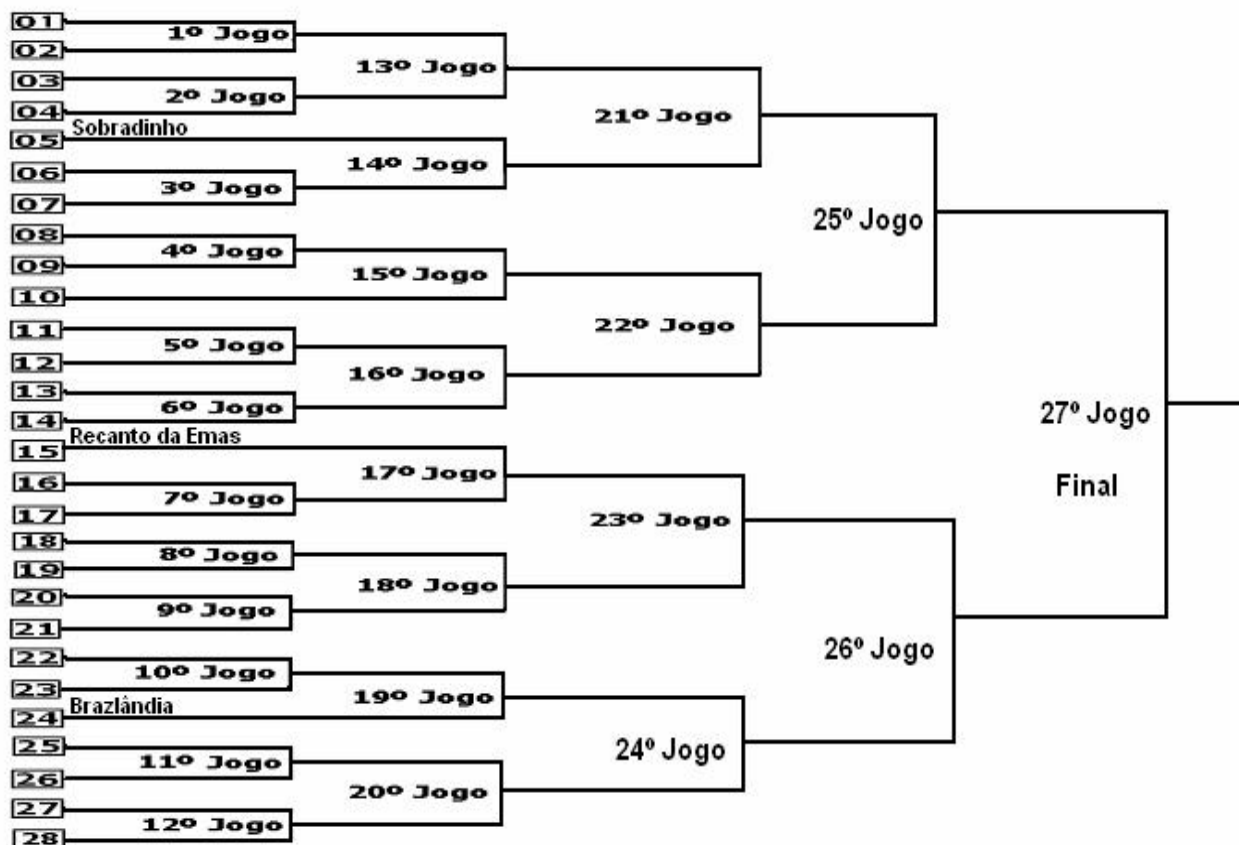 01
1º Jogo
02
13º Jogo
03
2º Jogo
04
21º Jogo
Sobradinho
05
14º Jogo
06
3º Jogo
07
25º Jogo
08
4º Jogo
09
15º Jogo
10
22º Jogo
11
5º Jogo
12
16º Jogo
13
6º Jogo
14
27º Jogo
Recanto da Emas
15
17º Jogo
16
7º Jogo
Final
17
23º Jogo
18
8º Jogo
19
18º Jogo
20
9º Jogo
21
26º Jogo
22
10º Jogo
23
19º Jogo
Brazlândia
24
24º Jogo
25
11º Jogo
26
20º Jogo
27
12º Jogo
28